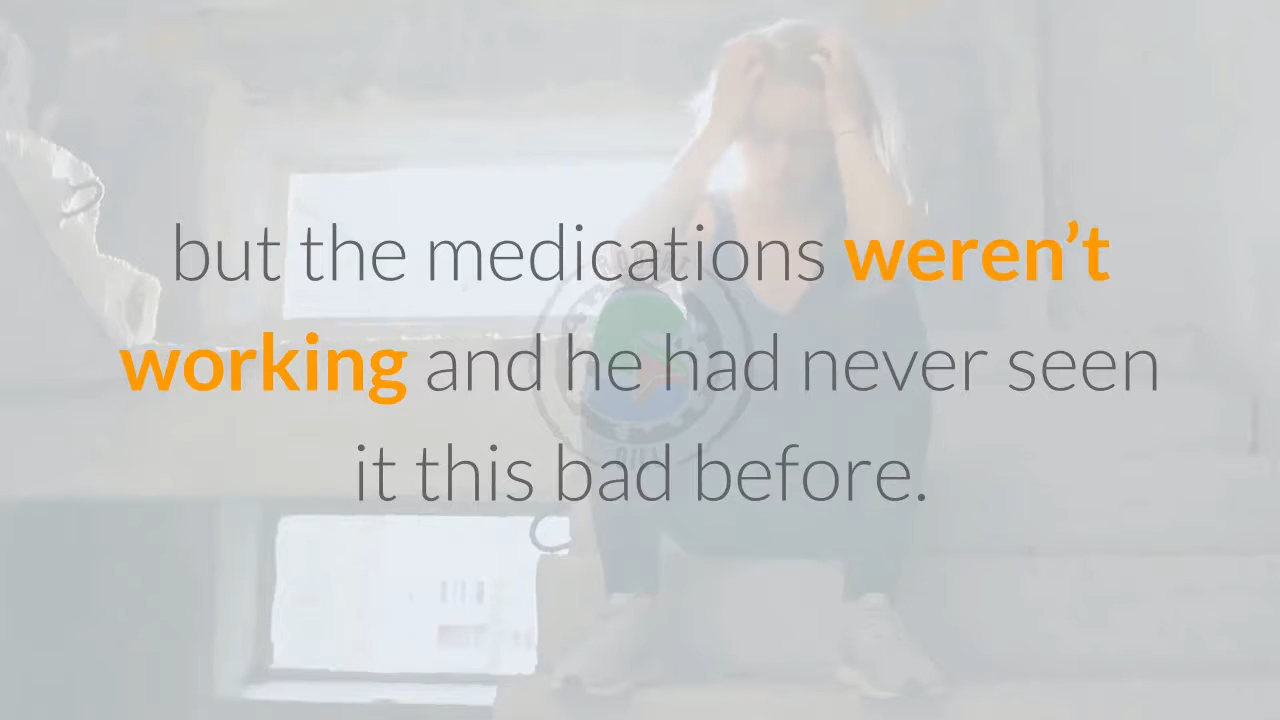 but the medications weren’t
working and he had never seen
it this bad before.